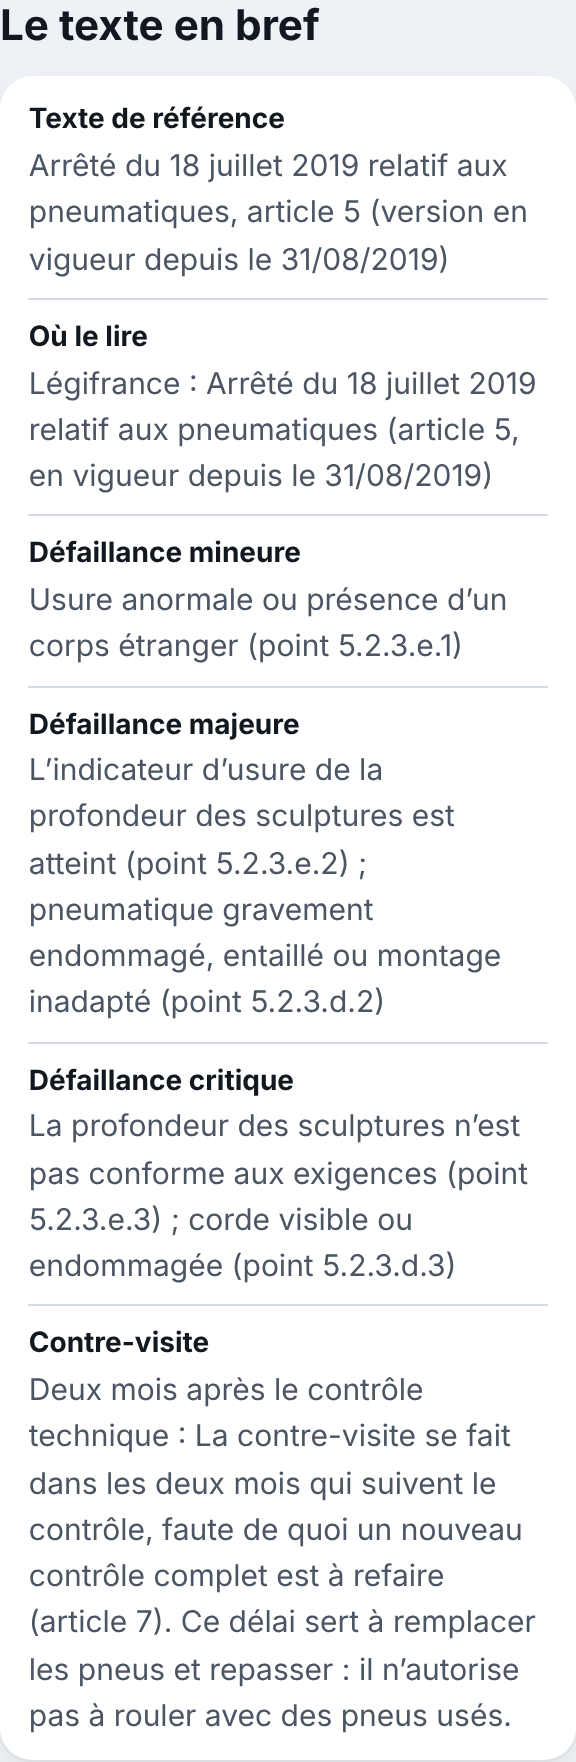 Le texte en bref
Texte de référence
Arrêté du 18 juillet 2019 relatif aux
pneumatiques, article 5 (version en
vigueur depuis le 31/08/2019)
Où le lire
Légifrance : Arrêté du 18 juillet 2019
relatif aux pneumatiques (article 5,
en vigueur depuis le 31/08/2019)
Défaillance mineure
Usure anormale ou présence d’un
corps étranger (point 5.2.3.e.1)
Défaillance majeure
L’indicateur d’usure de la
profondeur des sculptures est
atteint (point 5.2.3.e.2) ;
pneumatique gravement
endommagé, entaillé ou montage
inadapté (point 5.2.3.d.2)
Défaillance critique
La profondeur des sculptures n’est
pas conforme aux exigences (point
5.2.3.e.3) ; corde visible ou
endommagée (point 5.2.3.d.3)
Contre-visite
Deux mois après le contrôle
technique : La contre-visite se fait
dans les deux mois qui suivent le
contrôle, faute de quoi un nouveau
contrôle complet est à refaire
(article 7). Ce délai sert à remplacer
les pneus et repasser : il n’autorise
pas à rouler avec des pneus usés.